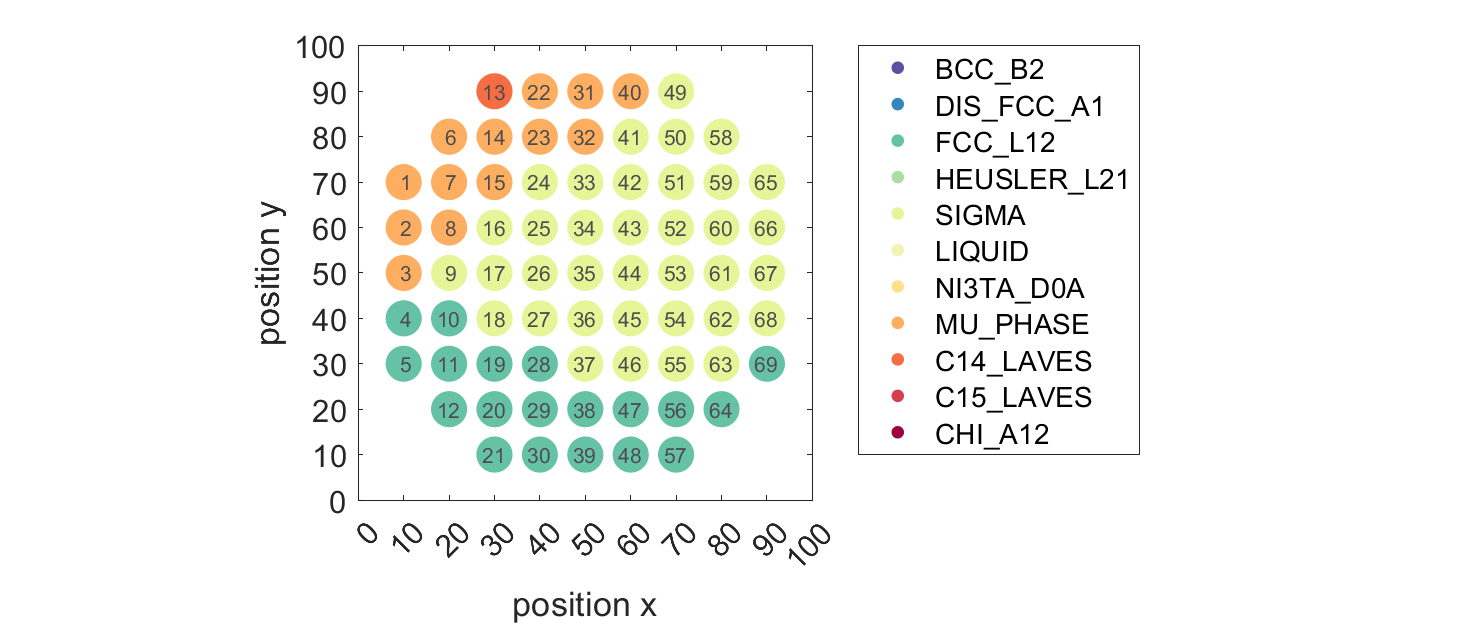 100
90 13 22 31 40 49
80 6 14 23 32 41 50 58
70 1 7 15 24 33 42 51 59 65
60 2 8 16 25 34 43 52 60 66
50 3 9 17 26 35 44 53 61 67
40 4 10 18 27 36 45 54 62 68
30 5 11 19 28 37 46 55 63 69
20 12 20 29 38 47 56 64
10 21 30 39 48 57
0
position y
0 10 20 30 40 50 60 70 80 90 100
position x
BCC_B2
DIS_FCC_A1
FCC_L12
HEUSLER_L21
SIGMA
LIQUID
NI3TA_D0A
MU_PHASE
C14_LAVES
C15_LAVES
CHI_A12